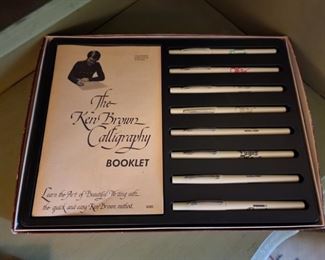 The
Ken Brown
Calligraphy
BOOKLET
Learn the Art of Beautiful Writing with
the quick and easy Ken Brown method.